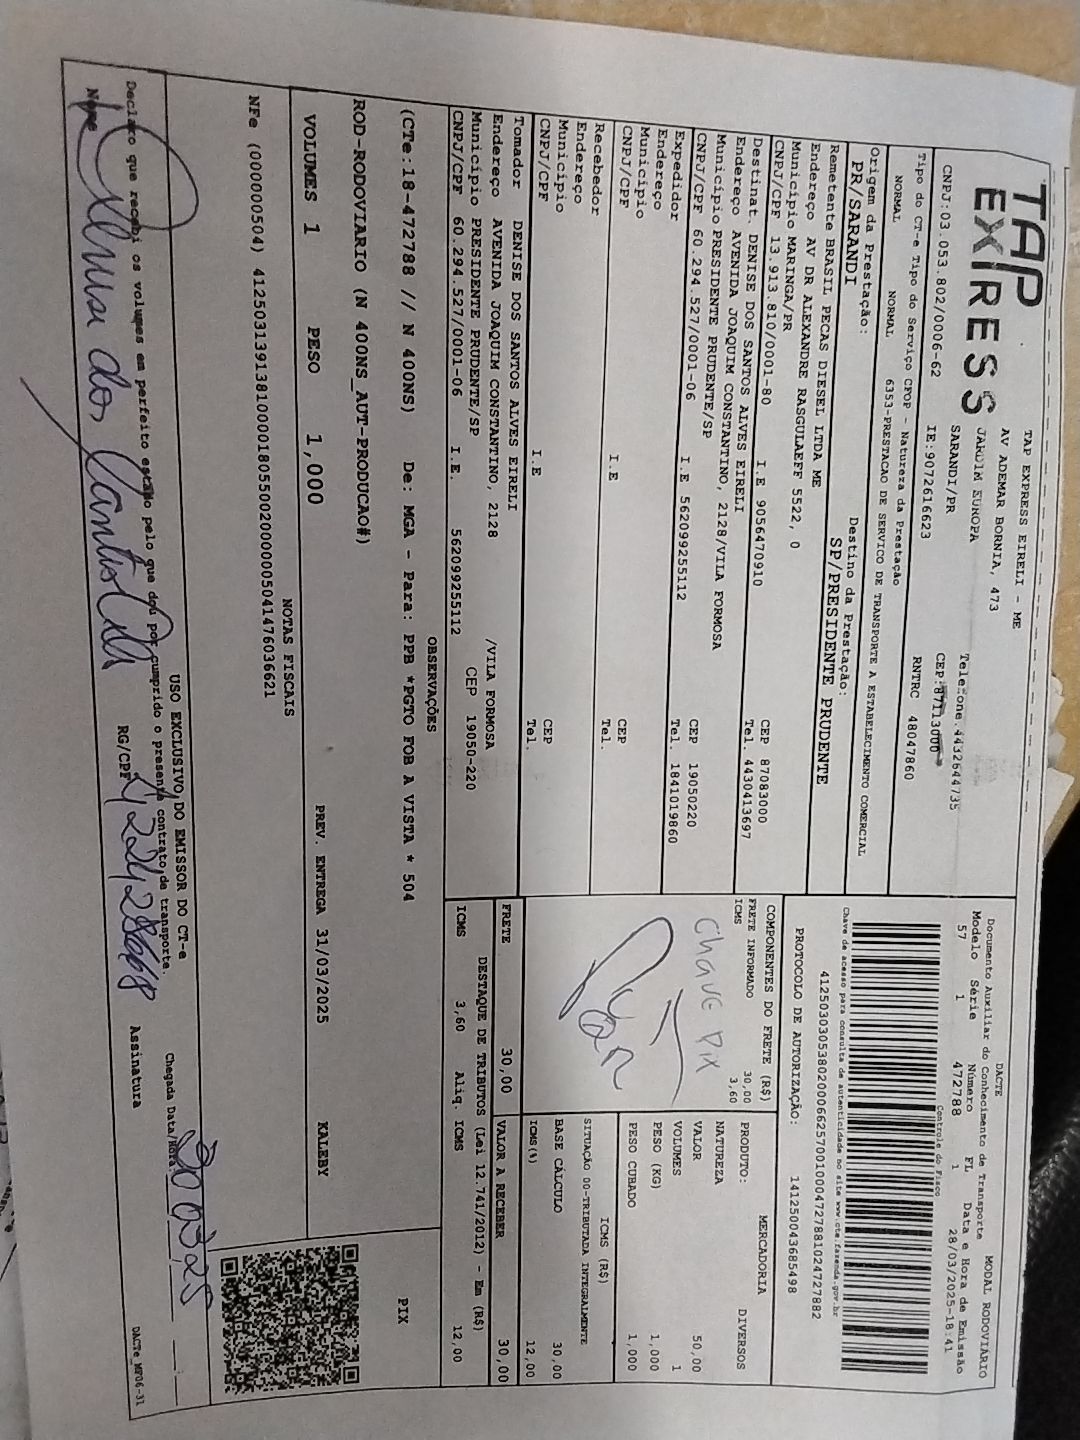 TAP
EXPRESS
TAP EXPRESS EIRELI - ME
AV ADEMAR BORNIA, 473
JARDIM EUROPA
SARANDI/PR
Telefone.4432644735
CEP:87113000
CNPJ:03.053.802/0006-62 IE:9072616623 RNTRC 48047860
Tipo do CT-e Tipo do Serviço CFOP - Natureza da Prestação
NORMAL NORMAL 6353-PRESTACAO DE SERVICO DE TRANSPORTE A ESTABELECIMENTO COMERCIAL
Origem da Prestação: Destino da Prestação:
PR/SARANDI SP/PRESIDENTE PRUDENTE
Remetente BRASIL PECAS DIESEL LTDA ME
Endereço AV DR ALEXANDRE RASGULAEFF 5522, 0
Município MARINGA/PR CEP 87083000
CNPJ/CPF 13.913.810/0001-80 I.E 9056470910 Tel. 4430413697
Destinat. DENISE DOS SANTOS ALVES EIRELI
Endereço AVENIDA JOAQUIM CONSTANTINO, 2128/VILA FORMOSA
Município PRESIDENTE PRUDENTE/SP CEP 19050220
CNPJ/CPF 60.294.527/0001-06 I.E 562099255112 Tel. 1841019860
Expedidor
Endereço
Município CEP
CNPJ/CPF I.E Tel.
Recebedor
Endereço
Município CEP
CNPJ/CPF I.E Tel.
Tomador DENISE DOS SANTOS ALVES EIRELI
Endereço AVENIDA JOAQUIM CONSTANTINO, 2128 /VILA FORMOSA
Município PRESIDENTE PRUDENTE/SP CEP 19050-220
CNPJ/CPF 60.294.527/0001-06 I.E. 562099255112
DACTE MODAL RODOVIÁRIO
Documento Auxiliar do Conhecimento de Transporte
Modelo Série Número FL Data e Hora de Emissão
57 1 472788 1 28/03/2025-18:41
Controle do Fisco
Chave de acesso para consulta de autenticidade no site www.cte.fazenda.gov.br
41250303053802000662570010004727881024727882
PROTOCOLO DE AUTORIZAÇÃO: 141250043685498
COMPONENTES DO FRETE (R$)
FRETE INFORMADO 30,00
ICMS 3,60
CHAVE PIX
PRODUTO: MERCADORIA
NATUREZA DIVERSOS
VALOR 50,00
VOLUMES 1
PESO (KG) 1,000
PESO CUBADO 1,000
ICMS (R$)
SITUAÇÃO 00-TRIBUTADA INTEGRALMENTE
BASE CÁLCULO 30,00
ICMS(%) 12,00
FRETE 30,00 VALOR A RECEBER 30,00
DESTAQUE DE TRIBUTOS (Lei 12.741/2012) - Em (R$)
ICMS 3,60 Aliq. ICMS 12,00
OBSERVAÇÕES
(CTe:18-472788 // N 400NS) De: MGA - Para: PPB *PGTO FOB A VISTA * 504
ROD-RODOVIARIO (N 400NS_AUT-PRODUCAO#)
PIX
VOLUMES 1 PESO 1,000 PREV. ENTREGA 31/03/2025 KALEBY
NOTAS FISCAIS
NFe (000000504) 41250313913810000180550020000005041476036621
USO EXCLUSIVO DO EMISSOR DO CT-e
Declaro que recebi os volumes em perfeito estado pelo que dou por cumprido o presente contrato de transporte.
Chegada Data/Hora
Nome dos Santos RG/CPF Assinatura
DACTe_MF06-31